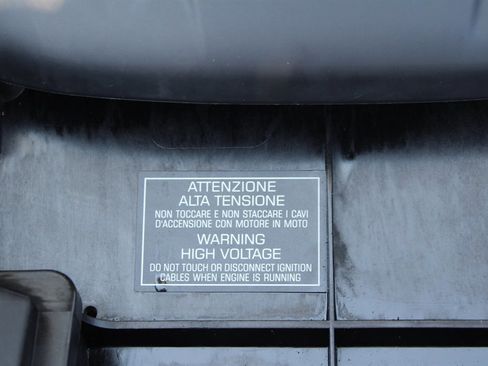 ATTENZIONE
ALTA TENSIONE
NON TOCCARE E NON STACCARE I CAVI
D'ACCENSIONE CON MOTORE IN MOTO
WARNING
HIGH VOLTAGE
DO NOT TOUCH OR DISCONNECT IGNITION
CABLES WHEN ENGINE IS RUNNING